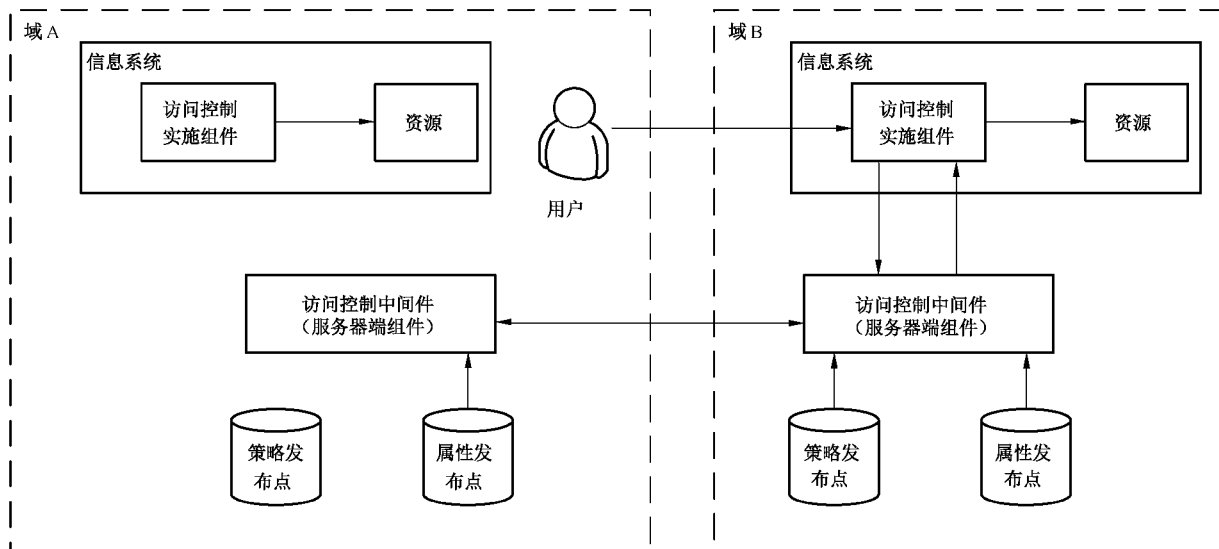 域A
信息系统
访问控制
实施组件
资源
用户
访问控制中间件
（服务器端组件）
策略发
布点
属性发
布点
域B
信息系统
访问控制
实施组件
资源
访问控制中间件
（服务器端组件）
策略发
布点
属性发
布点